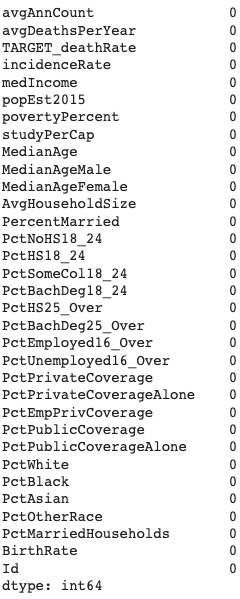 avgAnnCount 0
avgDeathsPerYear 0
TARGET_deathRate 0
incidenceRate 0
medIncome 0
popEst2015 0
povertyPercent 0
studyPerCap 0
MedianAge 0
MedianAgeMale 0
MedianAgeFemale 0
AvgHouseholdSize 0
PercentMarried 0
PctNoHS18_24 0
PctHS18_24 0
PctSomeCol18_24 0
PctBachDeg18_24 0
PctHS25_Over 0
PctBachDeg25_Over 0
PctEmployed16_Over 0
PctUnemployed16_Over 0
PctPrivateCoverage 0
PctPrivateCoverageAlone 0
PctEmpPrivCoverage 0
PctPublicCoverage 0
PctPublicCoverageAlone 0
PctWhite 0
PctBlack 0
PctAsian 0
PctOtherRace 0
PctMarriedHouseholds 0
BirthRate 0
Id 0
dtype: int64